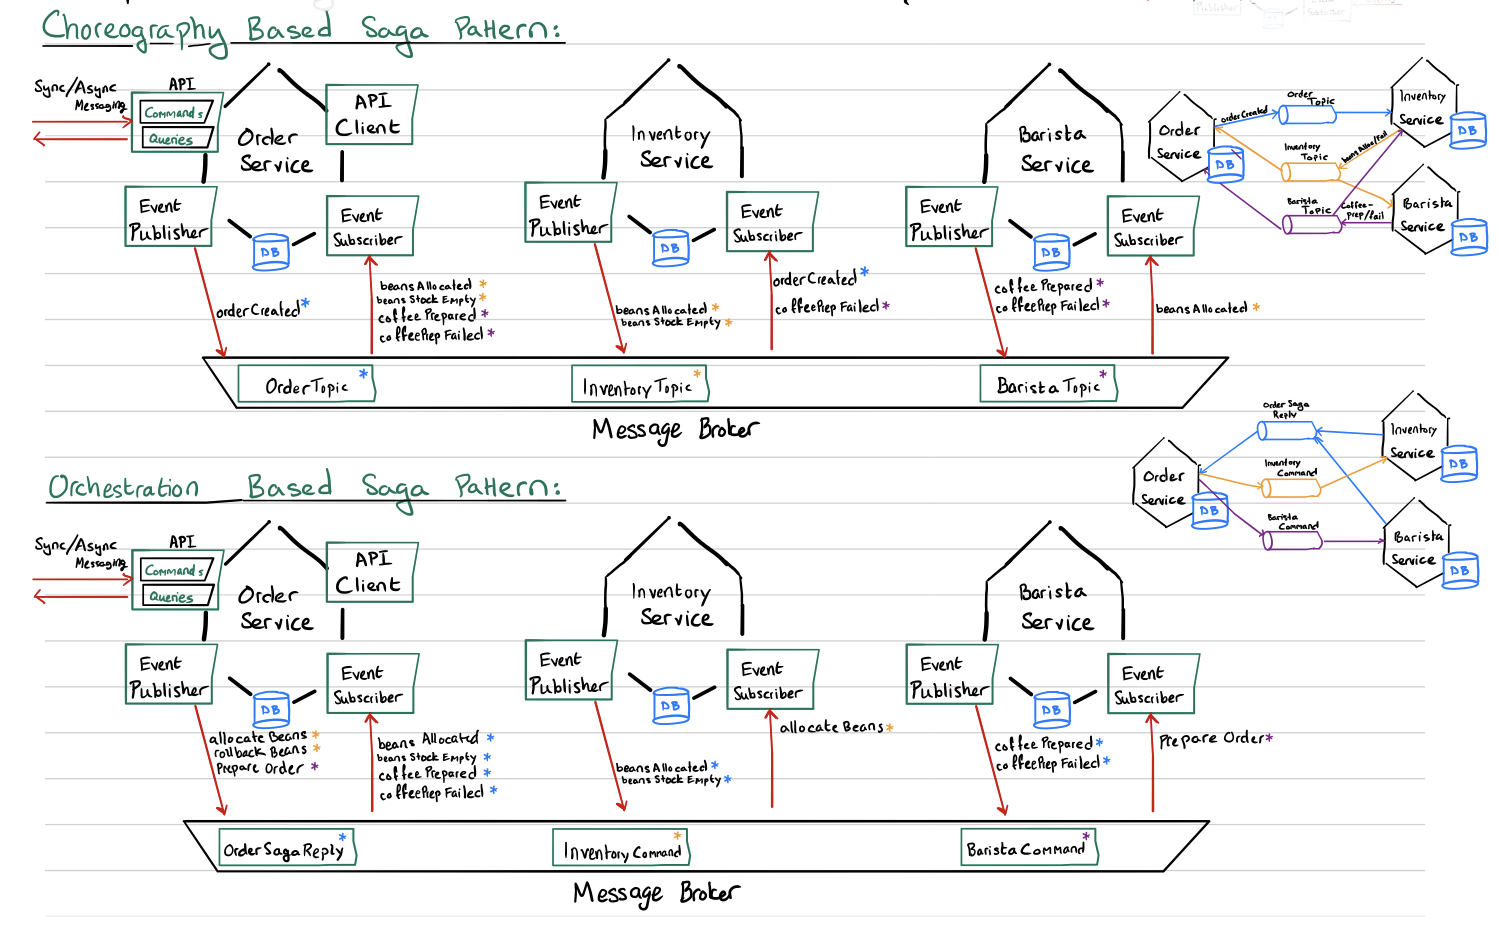 Choreography Based Saga Pattern:
Sync/Async
Messaging
API
Commands
Queries
Order
Service
API
Client
Event
Publisher
DB
Event
Subscriber
orderCreated*
beans Allocated *
beans Stock Empty *
coffee Prepared *
coffeePrep Failed *
Inventory
Service
Event
Publisher
DB
Event
Subscriber
beans Allocated *
beans Stock Empty *
orderCreated *
coffeePrep Failed *
Barista
Service
Event
Publisher
DB
Event
Subscriber
coffee Prepared *
coffeePrep Failed *
beans Allocated *
Order Topic *
Inventory Topic *
Barista Topic *
Message Broker
Order
Service
DB
order Created
Order
Topic
Inventory
Service
DB
Inventory
Topic
beans Alloc/Fail
Barista
Topic
Coffee-
prep/fail
Barista
Service
DB
Orchestration Based Saga Pattern:
Sync/Async
Messaging
API
Commands
Queries
Order
Service
API
Client
Event
Publisher
DB
Event
Subscriber
allocate Beans *
rollback Beans *
Prepare Order *
beans Allocated *
beans Stock Empty *
coffee Prepared *
coffeePrep Failed *
Inventory
Service
Event
Publisher
DB
Event
Subscriber
beans Allocated *
beans Stock Empty *
allocate Beans *
Barista
Service
Event
Publisher
DB
Event
Subscriber
coffee Prepared *
coffeePrep Failed *
Prepare Order *
Order Saga Reply *
Inventory Command *
Barista Command *
Message Broker
Order
Service
DB
Order Saga
Reply
Inventory
Service
DB
Inventory
Command
Barista
Command
Barista
Service
DB